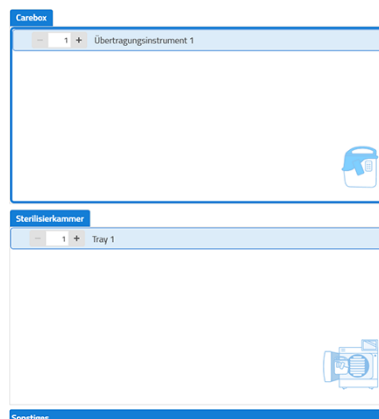 Carebox
− 1 + Übertragungsinstrument 1
Sterilisierkammer
− 1 + Tray 1
Sonstiges